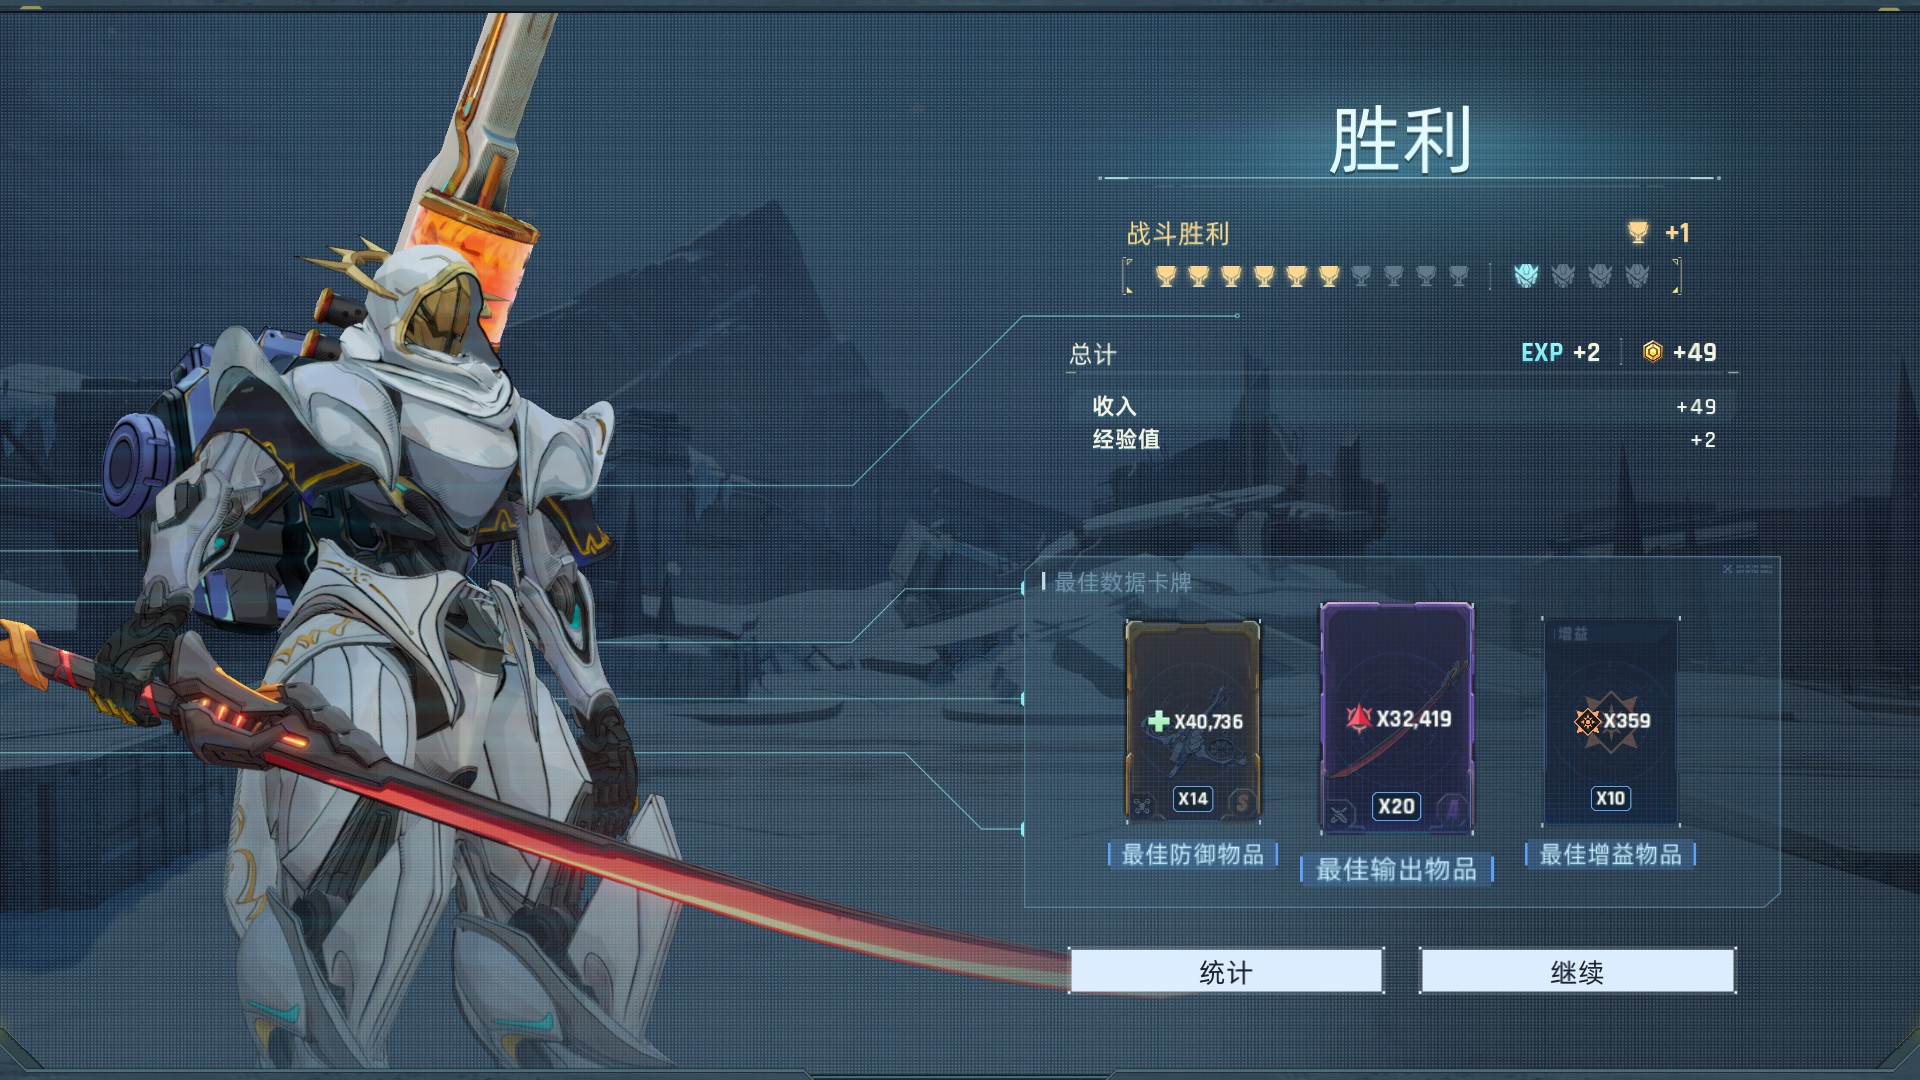 胜利
战斗胜利 +1
总计 EXP +2 +49
收入 +49
经验值 +2
最佳数据卡牌
增益
X40,736 X32,419 X359
X14 S X20 A X10
最佳防御物品 最佳输出物品 最佳增益物品
统计 继续